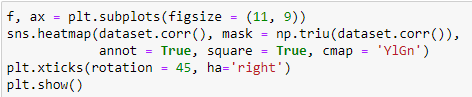 f, ax = plt.subplots(figsize = (11, 9))
sns.heatmap(dataset.corr(), mask = np.triu(dataset.corr()),
            annot = True, square = True, cmap = 'YlGn')
plt.xticks(rotation = 45, ha='right')
plt.show()